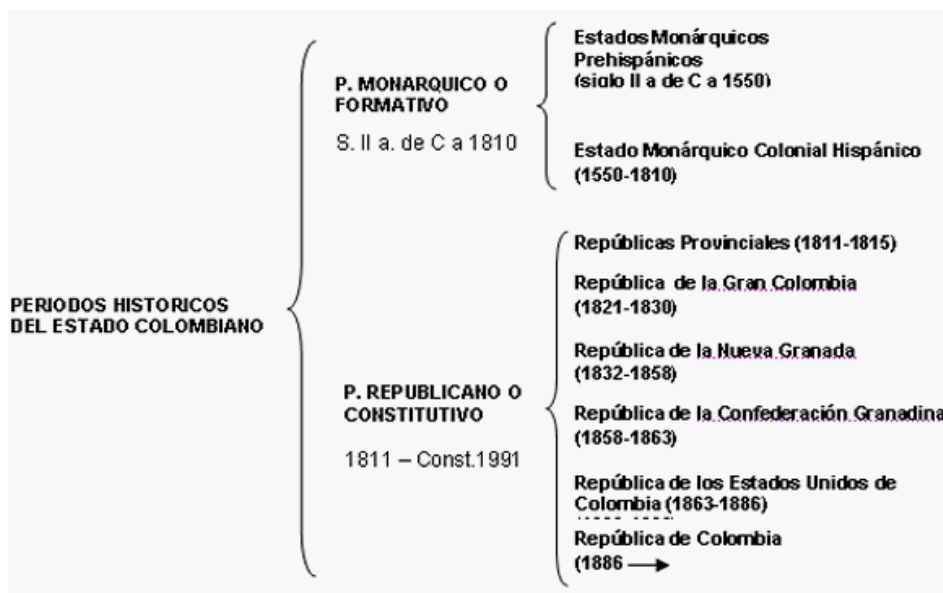 PERIODOS HISTORICOS
DEL ESTADO COLOMBIANO
P. MONARQUICO O
FORMATIVO
S. II a. de C a 1810
Estados Monárquicos
Prehispánicos
(siglo II a de C a 1550)
Estado Monárquico Colonial Hispánico
(1550-1810)
P. REPUBLICANO O
CONSTITUTIVO
1811 – Const.1991
Repúblicas Provinciales (1811-1815)
República de la Gran Colombia
(1821-1830)
República de la Nueva Granada
(1832-1858)
República de la Confederación Granadina
(1858-1863)
República de los Estados Unidos de
Colombia (1863-1886)
República de Colombia
(1886